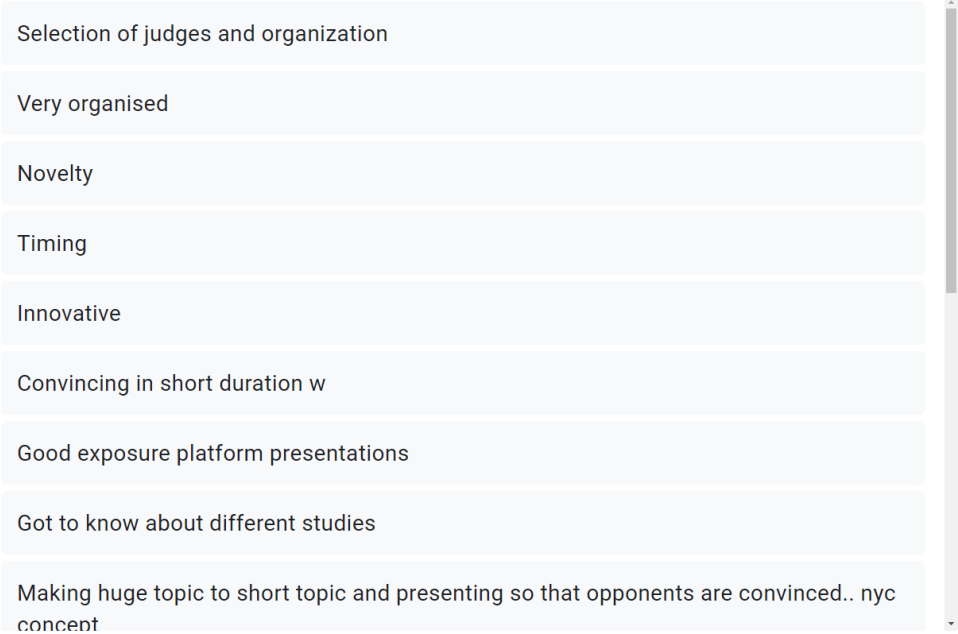 Selection of judges and organization
Very organised
Novelty
Timing
Innovative
Convincing in short duration w
Good exposure platform presentations
Got to know about different studies
Making huge topic to short topic and presenting so that opponents are convinced.. nyc
concept